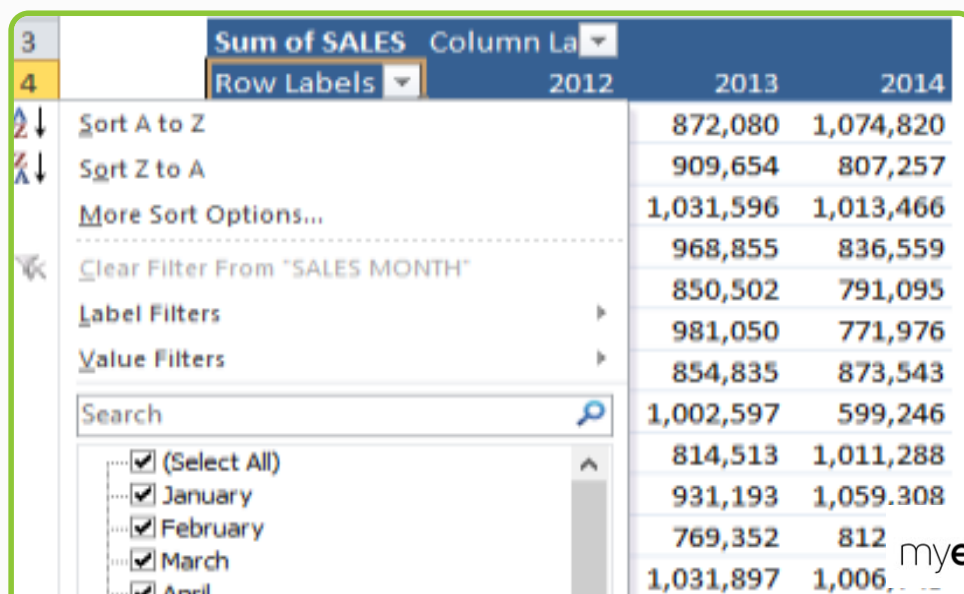 3 Sum of SALES Column La
4 Row Labels 2012 2013 2014
Sort A to Z 872,080 1,074,820
Sort Z to A 909,654 807,257
More Sort Options... 1,031,596 1,013,466
968,855 836,559
Clear Filter From "SALES MONTH"
850,502 791,095
Label Filters
981,050 771,976
Value Filters
854,835 873,543
Search 1,002,597 599,246
(Select All) 814,513 1,011,288
January 931,193 1,059,308
February
769,352 812
March
mye
1,031,897 1,006,
April